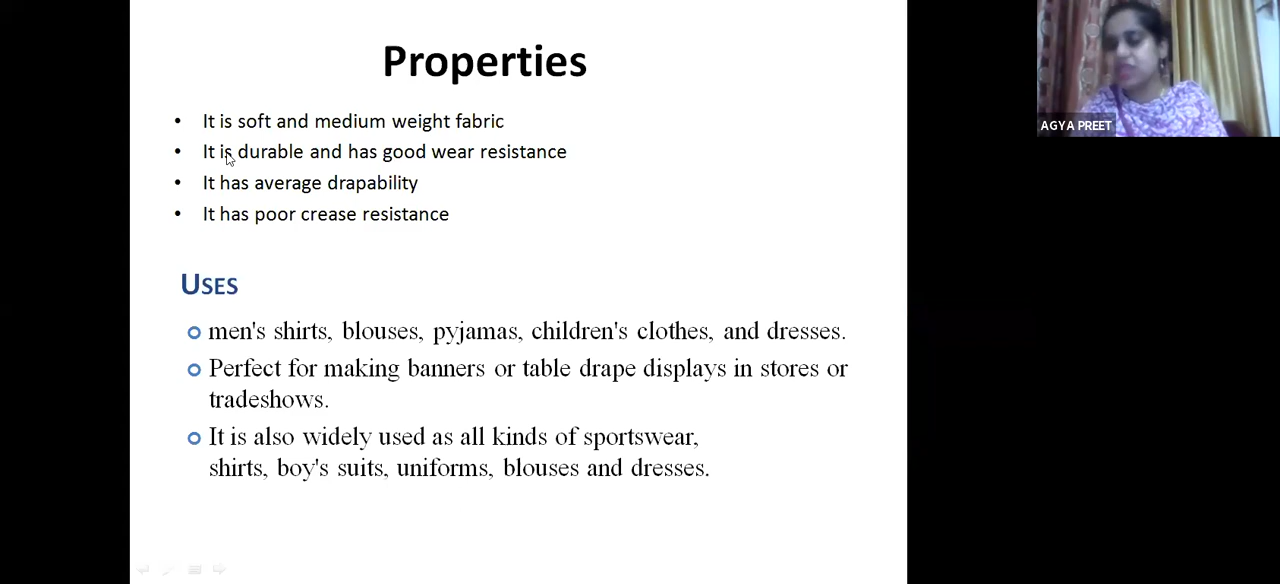 Properties
• It is soft and medium weight fabric
• It is durable and has good wear resistance
• It has average drapability
• It has poor crease resistance
USES
men's shirts, blouses, pyjamas, children's clothes, and dresses.
Perfect for making banners or table drape displays in stores or
tradeshows.
It is also widely used as all kinds of sportswear,
shirts, boy's suits, uniforms, blouses and dresses.
AGYA PREET